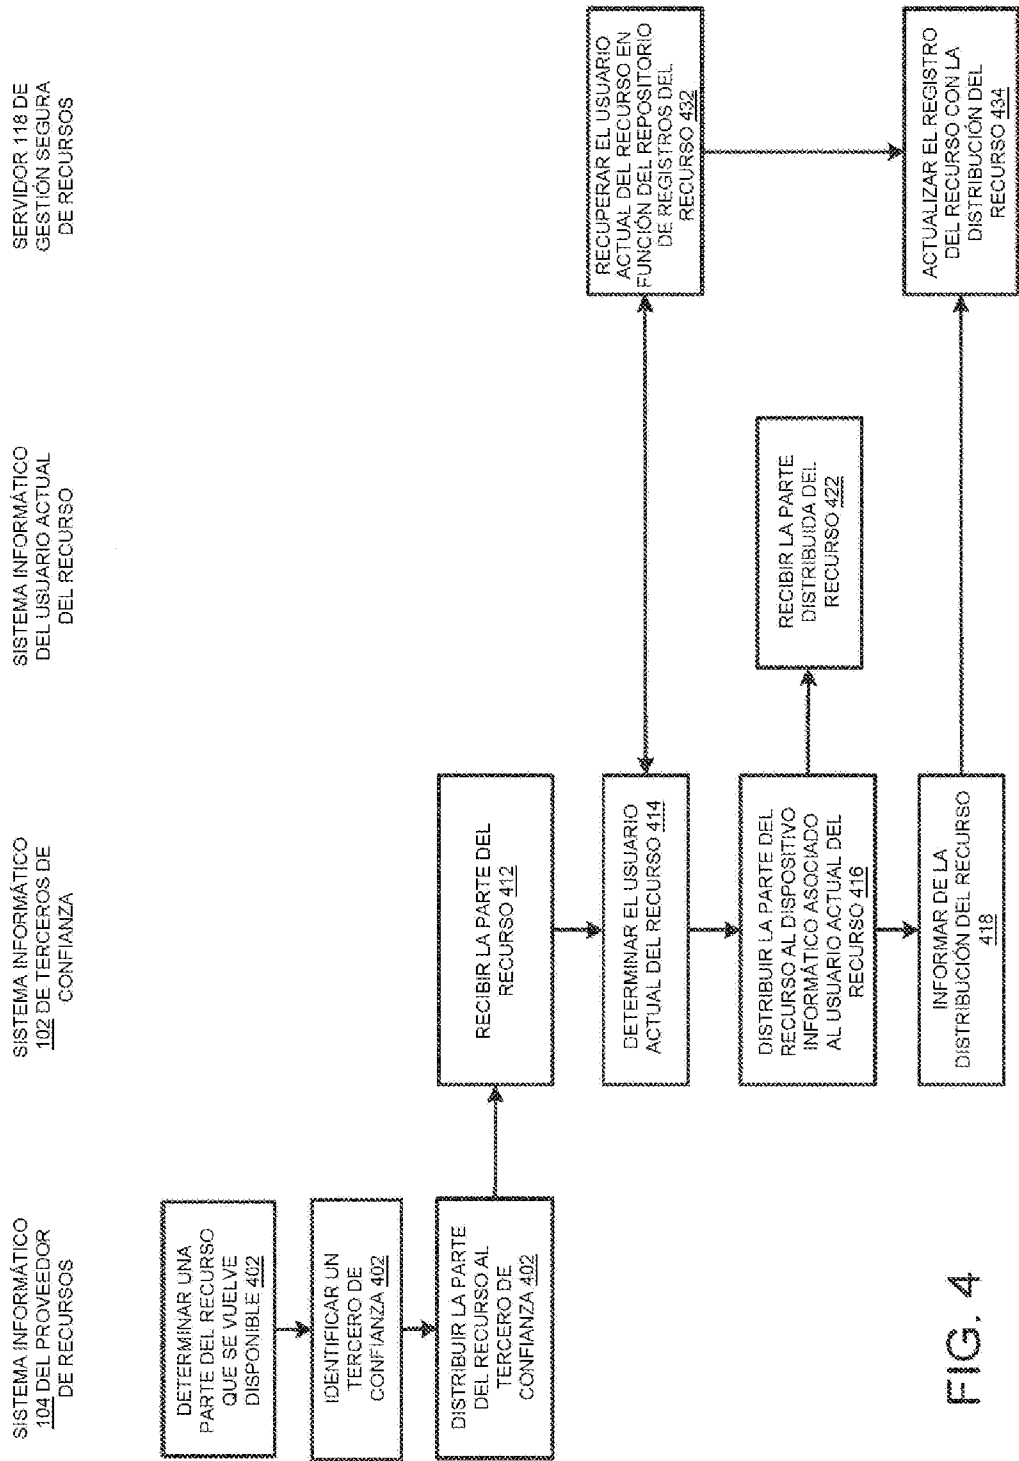 SISTEMA INFORMÁTICO
104 DEL PROVEEDOR
DE RECURSOS
SISTEMA INFORMÁTICO
102 DE TERCEROS DE
CONFIANZA
SISTEMA INFORMÁTICO
DEL USUARIO ACTUAL
DEL RECURSO
SERVIDOR 118 DE
GESTIÓN SEGURA
DE RECURSOS
DETERMINAR UNA
PARTE DEL RECURSO
QUE SE VUELVE
DISPONIBLE 402
IDENTIFICAR UN
TERCERO DE
CONFIANZA 402
DISTRIBUIR LA PARTE
DEL RECURSO AL
TERCERO DE
CONFIANZA 402
RECIBIR LA PARTE DEL
RECURSO 412
DETERMINAR EL USUARIO
ACTUAL DEL RECURSO 414
RECUPERAR EL USUARIO
ACTUAL DEL RECURSO EN
FUNCIÓN DEL REPOSITORIO
DE REGISTROS DEL
RECURSO 432
DISTRIBUIR LA PARTE DEL
RECURSO AL DISPOSITIVO
INFORMÁTICO ASOCIADO
AL USUARIO ACTUAL DEL
RECURSO 416
RECIBIR LA PARTE
DISTRIBUIDA DEL
RECURSO 422
INFORMAR DE LA
DISTRIBUCIÓN DEL RECURSO
418
ACTUALIZAR EL REGISTRO
DEL RECURSO CON LA
DISTRIBUCIÓN DEL
RECURSO 434
FIG. 4